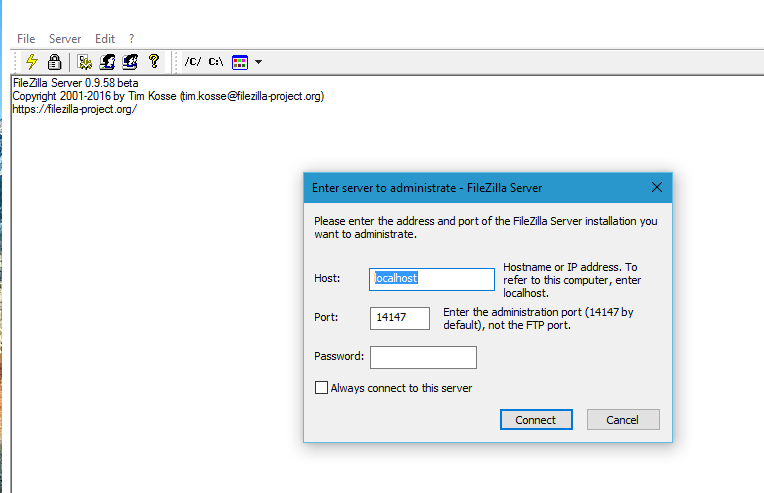 File Server Edit ?
/C/ C:\
FileZilla Server 0.9.58 beta
Copyright 2001-2016 by Tim Kosse (tim.kosse@filezilla-project.org)
https://filezilla-project.org/
Enter server to administrate - FileZilla Server
Please enter the address and port of the FileZilla Server installation you
want to administrate.
Host:
localhost
Hostname or IP address. To
refer to this computer, enter
localhost.
Port:
14147
Enter the administration port (14147 by
default), not the FTP port.
Password:
Always connect to this server
Connect
Cancel